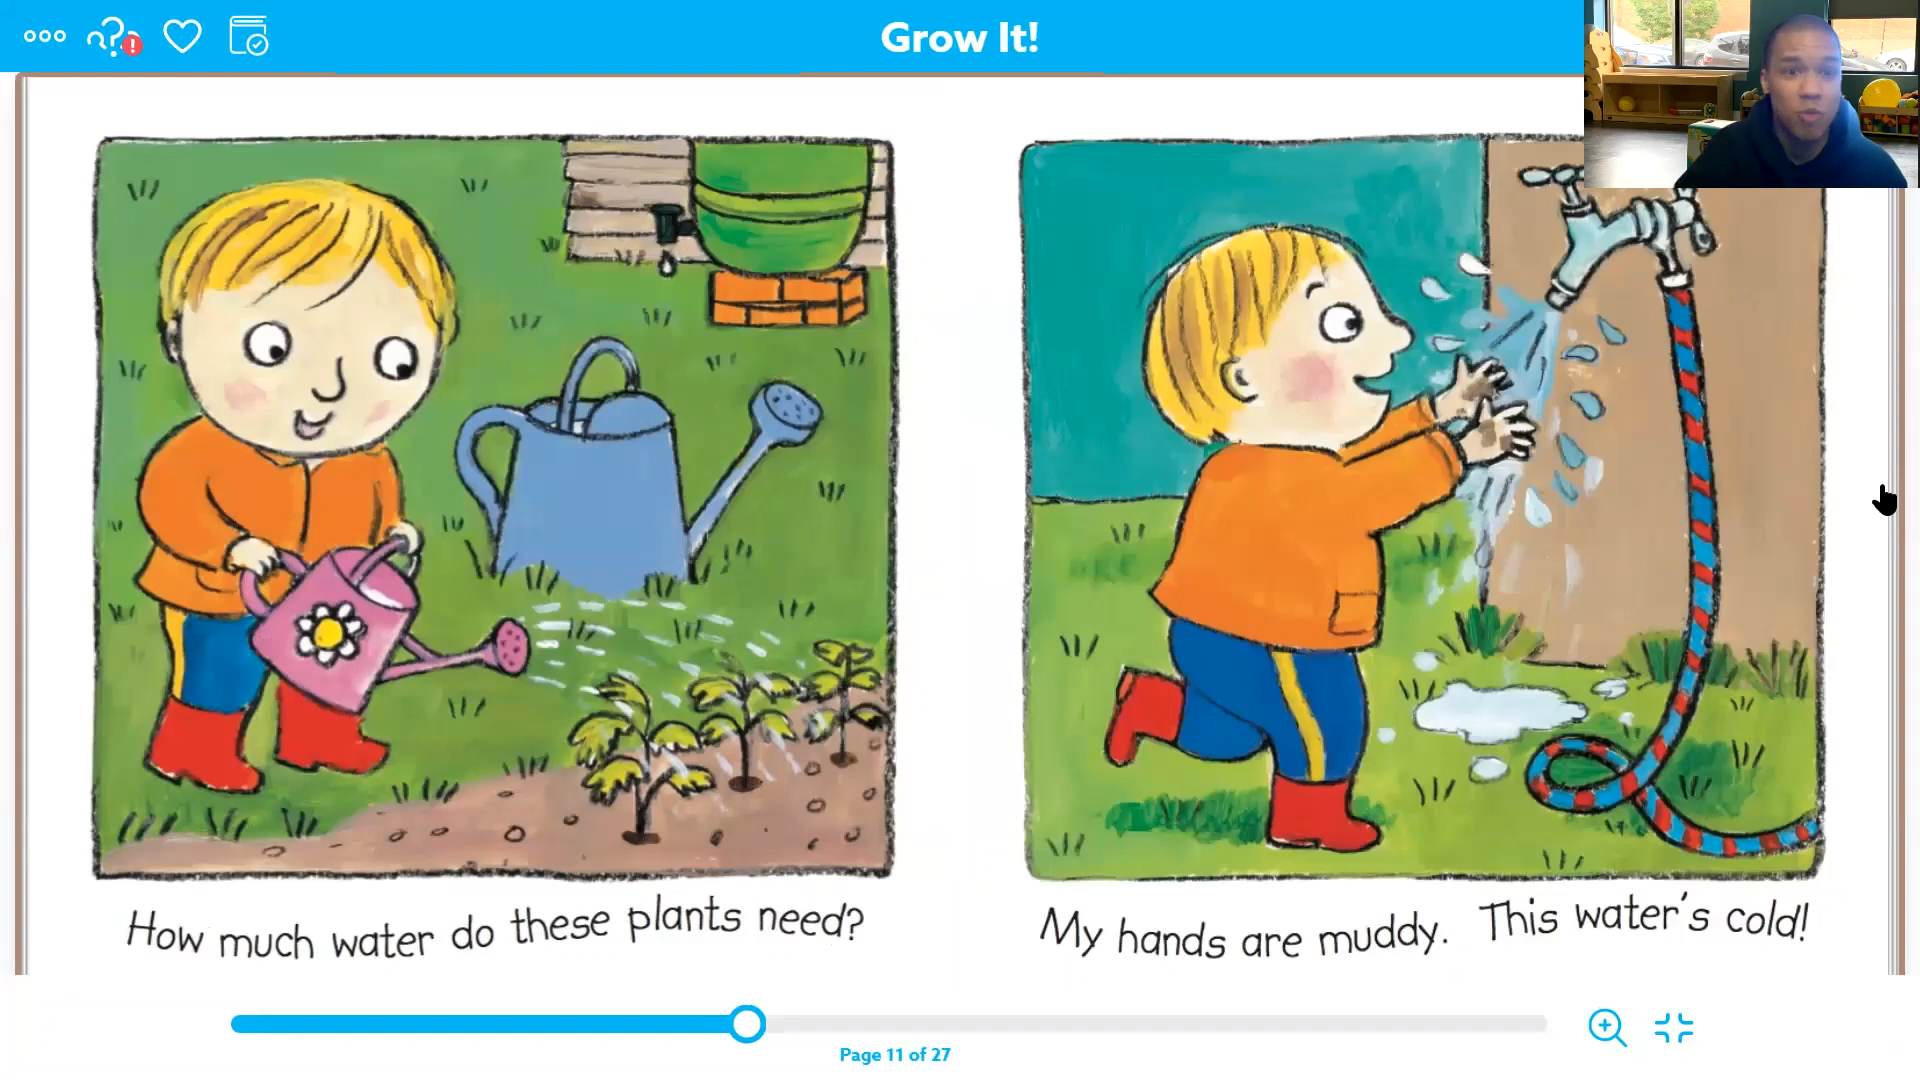 Grow It!
How much water do these plants need?
My hands are muddy. This water's cold!
Page 11 of 27